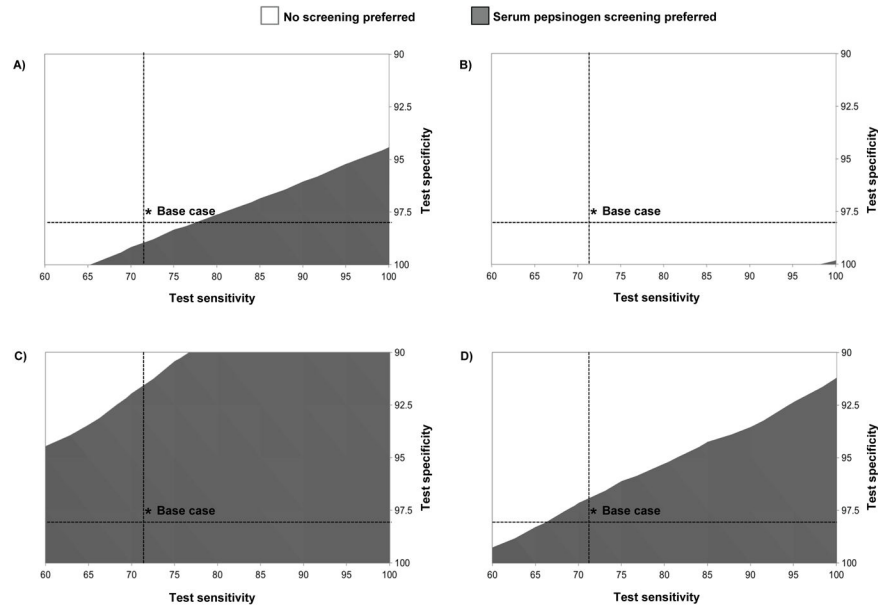 No screening preferred
Serum pepsinogen screening preferred
A)
90
92.5
95
97.5
100
Test specificity
* Base case
60 65 70 75 80 85 90 95 100
Test sensitivity
B)
90
92.5
95
97.5
100
Test specificity
* Base case
60 65 70 75 80 85 90 95 100
Test sensitivity
C)
90
92.5
95
97.5
100
Test specificity
* Base case
60 65 70 75 80 85 90 95 100
Test sensitivity
D)
90
92.5
95
97.5
100
Test specificity
* Base case
60 65 70 75 80 85 90 95 100
Test sensitivity